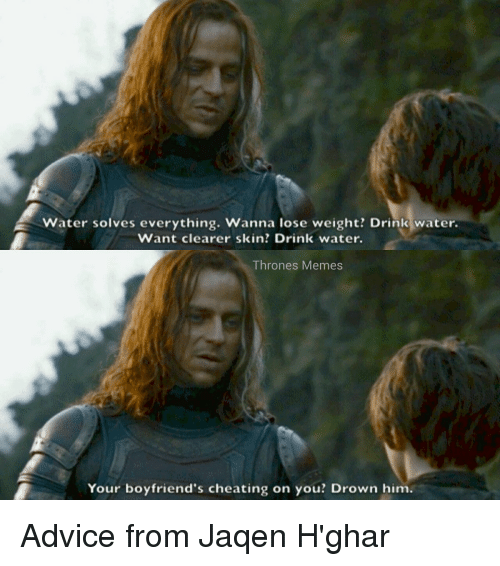 Water solves everything. Wanna lose weight? Drink water.
Want clearer skin? Drink water.
Thrones Memes
Your boyfriend's cheating on you? Drown him.
Advice from Jaqen H'ghar